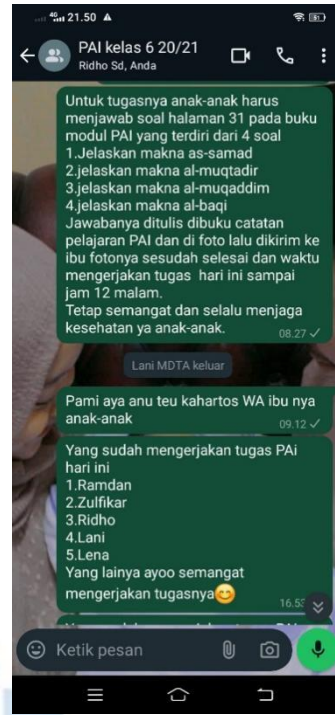 21.50
PAI kelas 6 20/21
Ridho Sd, Anda
Untuk tugasnya anak-anak harus
menjawab soal halaman 31 pada buku
modul PAI yang terdiri dari 4 soal
1.Jelaskan makna as-samad
2.jelaskan makna al-muqtadir
3.jelaskan makna al-muqaddim
4.jelaskan makna al-baqi
Jawabanya ditulis dibuku catatan
pelajaran PAI dan di foto lalu dikirim ke
ibu fotonya sesudah selesai dan waktu
mengerjakan tugas hari ini sampai
jam 12 malam.
Tetap semangat dan selalu menjaga
kesehatan ya anak-anak.
08.27
Lani MDTA keluar
Pami aya anu teu kahartos WA ibu nya
anak-anak
09.12
Yang sudah mengerjakan tugas PAi
hari ini
1.Ramdan
2.Zulfikar
3.Ridho
4.Lani
5.Lena
Yang lainya ayoo semangat
mengerjakan tugasnya😊
16.53
Ketik pesan